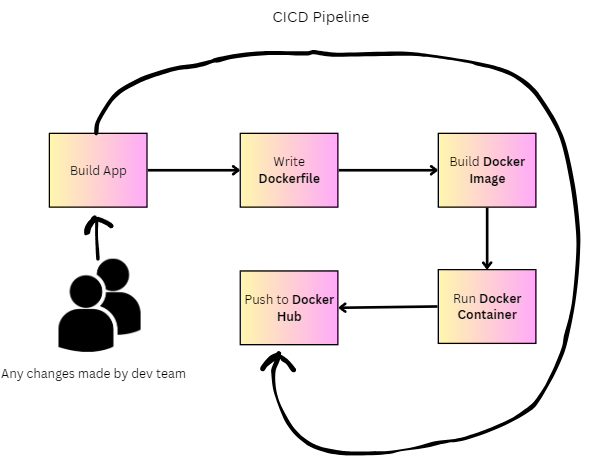 CICD Pipeline
Build App
Write
Dockerfile
Build Docker
Image
Push to Docker
Hub
Run Docker
Container
Any changes made by dev team